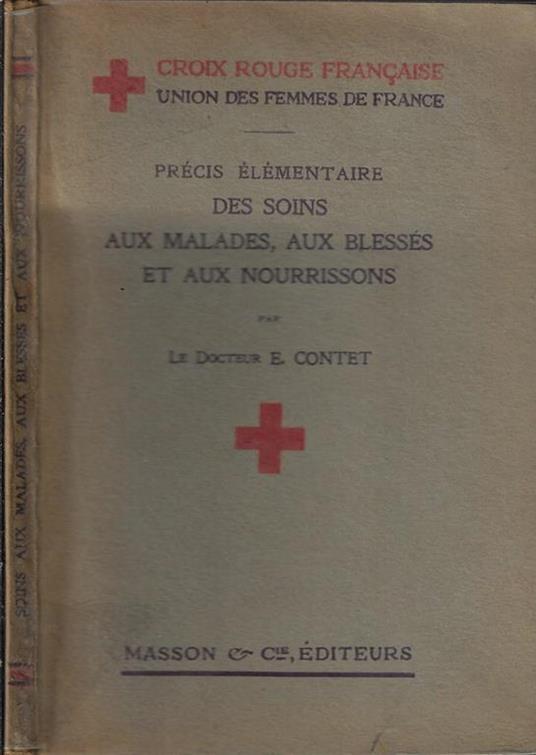 CROIX ROUGE FRANÇAISE
UNION DES FEMMES DE FRANCE
PRÉCIS ÉLÉMENTAIRE
DES SOINS
AUX MALADES, AUX BLESSÉS
ET AUX NOURRISSONS
PAR
LE DOCTEUR E. CONTET
MASSON & CIE, ÉDITEURS
SOINS AUX MALADES, AUX BLESSÉS ET AUX NOURRISSONS